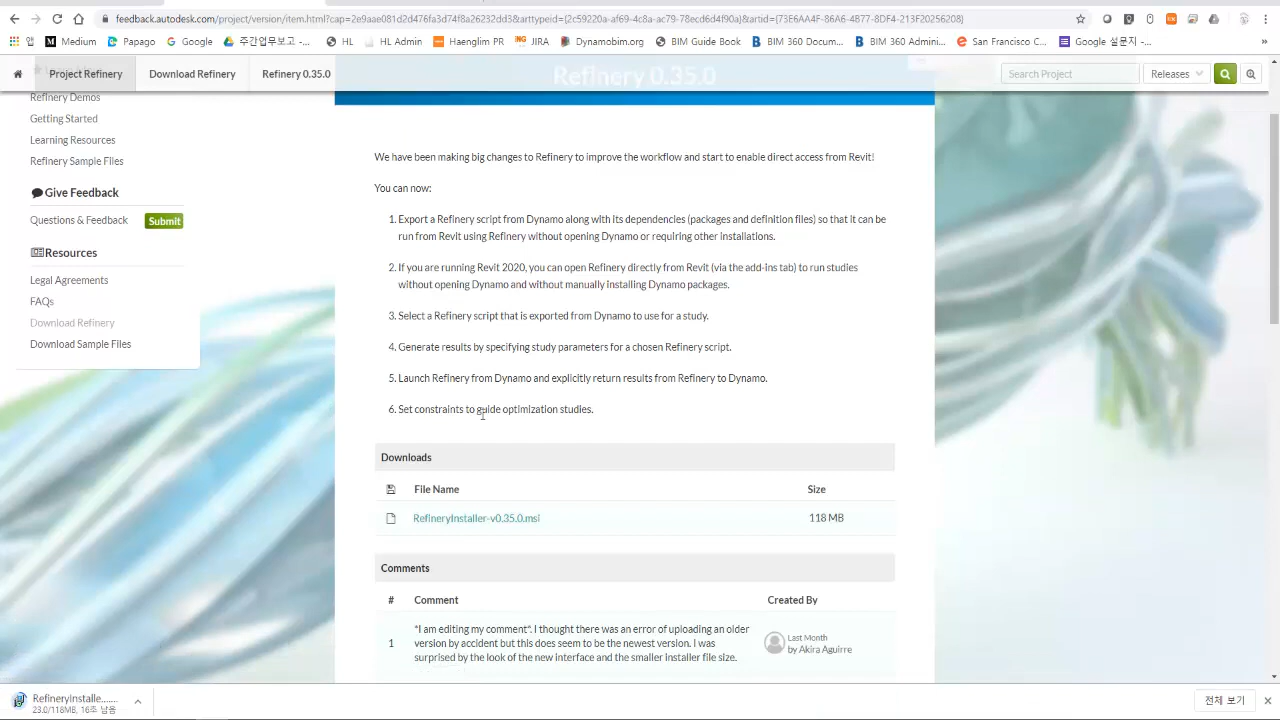 feedback.autodesk.com/project/version/item.html?cap=2e9aae081d2d476fa3d74f8af6232dd3&arttypeid={2c59220a-af69-4c8a-ac79-78ecd6d4f90a}&artid={73E6AA4F-86A6-4B77-8DF4-7E3F20256208}
앱 Medium Papago Google 주간업무보고 -... HL HL Admin Haenglim PR JIRA Dynamobim.org BIM Guide Book BIM 360 Docum... BIM 360 Admini... San Francisco C... Google 설문지 -... »
Project Refinery Download Refinery Refinery 0.35.0 Refinery 0.35.0 Search Project Releases
Refinery Demos
Getting Started
Learning Resources
Refinery Sample Files
Give Feedback
Questions & Feedback Submit
Resources
Legal Agreements
FAQs
Download Refinery
Download Sample Files
We have been making big changes to Refinery to improve the workflow and start to enable direct access from Revit!
You can now:
1. Export a Refinery script from Dynamo along with its dependencies (packages and definition files) so that it can be
run from Revit using Refinery without opening Dynamo or requiring other installations.
2. If you are running Revit 2020, you can open Refinery directly from Revit (via the add-ins tab) to run studies
without opening Dynamo and without manually installing Dynamo packages.
3. Select a Refinery script that is exported from Dynamo to use for a study.
4. Generate results by specifying study parameters for a chosen Refinery script.
5. Launch Refinery from Dynamo and explicitly return results from Refinery to Dynamo.
6. Set constraints to guide optimization studies.
Downloads
File Name Size
RefineryInstaller-v0.35.0.msi 118 MB
Comments
# Comment Created By
1 *I am editing my comment*. I thought there was an error of uploading an older
version by accident but this does seem to be the newest version. I was
surprised by the look of the new interface and the smaller installer file size.
Last Month
by Akira Aguirre
RefineryInstalle....... 
23.0/118MB, 16초 남음
전체 보기